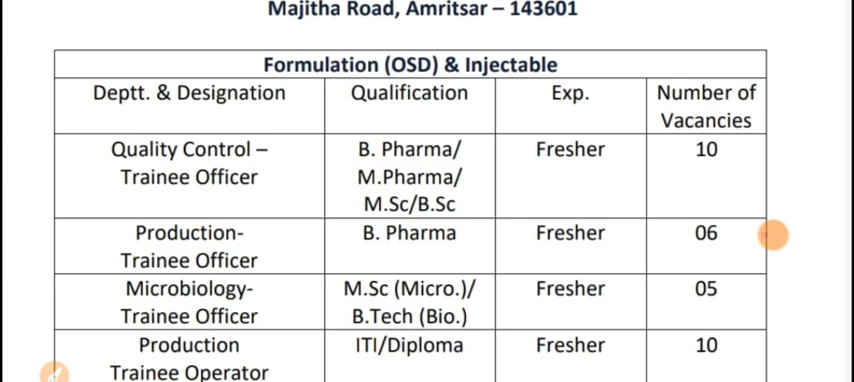 Majitha Road, Amritsar – 143601
Formulation (OSD) & Injectable
Deptt. & Designation Qualification Exp. Number of
Vacancies
Quality Control – B. Pharma/ Fresher 10
Trainee Officer M.Pharma/
M.Sc/B.Sc
Production- B. Pharma Fresher 06
Trainee Officer
Microbiology- M.Sc (Micro.)/ Fresher 05
Trainee Officer B.Tech (Bio.)
Production ITI/Diploma Fresher 10
Trainee Operator